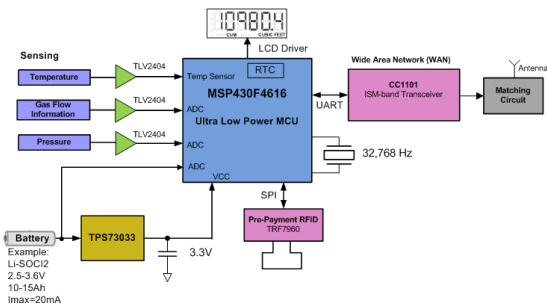 10980.4
CUM CUBIC FEET
LCD Driver
Sensing
Wide Area Network (WAN)
TLV2404
Temperature
Temp Sensor
RTC
MSP430F4616
Ultra Low Power MCU
Antenna
CC1101
ISM-band Transceiver
Matching
Circuit
UART
TLV2404
Gas Flow
Information
ADC
TLV2404
Pressure
ADC
32,768 Hz
ADC
VCC
SPI
Pre-Payment RFID
TRF7960
Battery
TPS73033
3.3V
Example:
Li-SOCl2
2.5-3.6V
10-15Ah
Imax=20mA